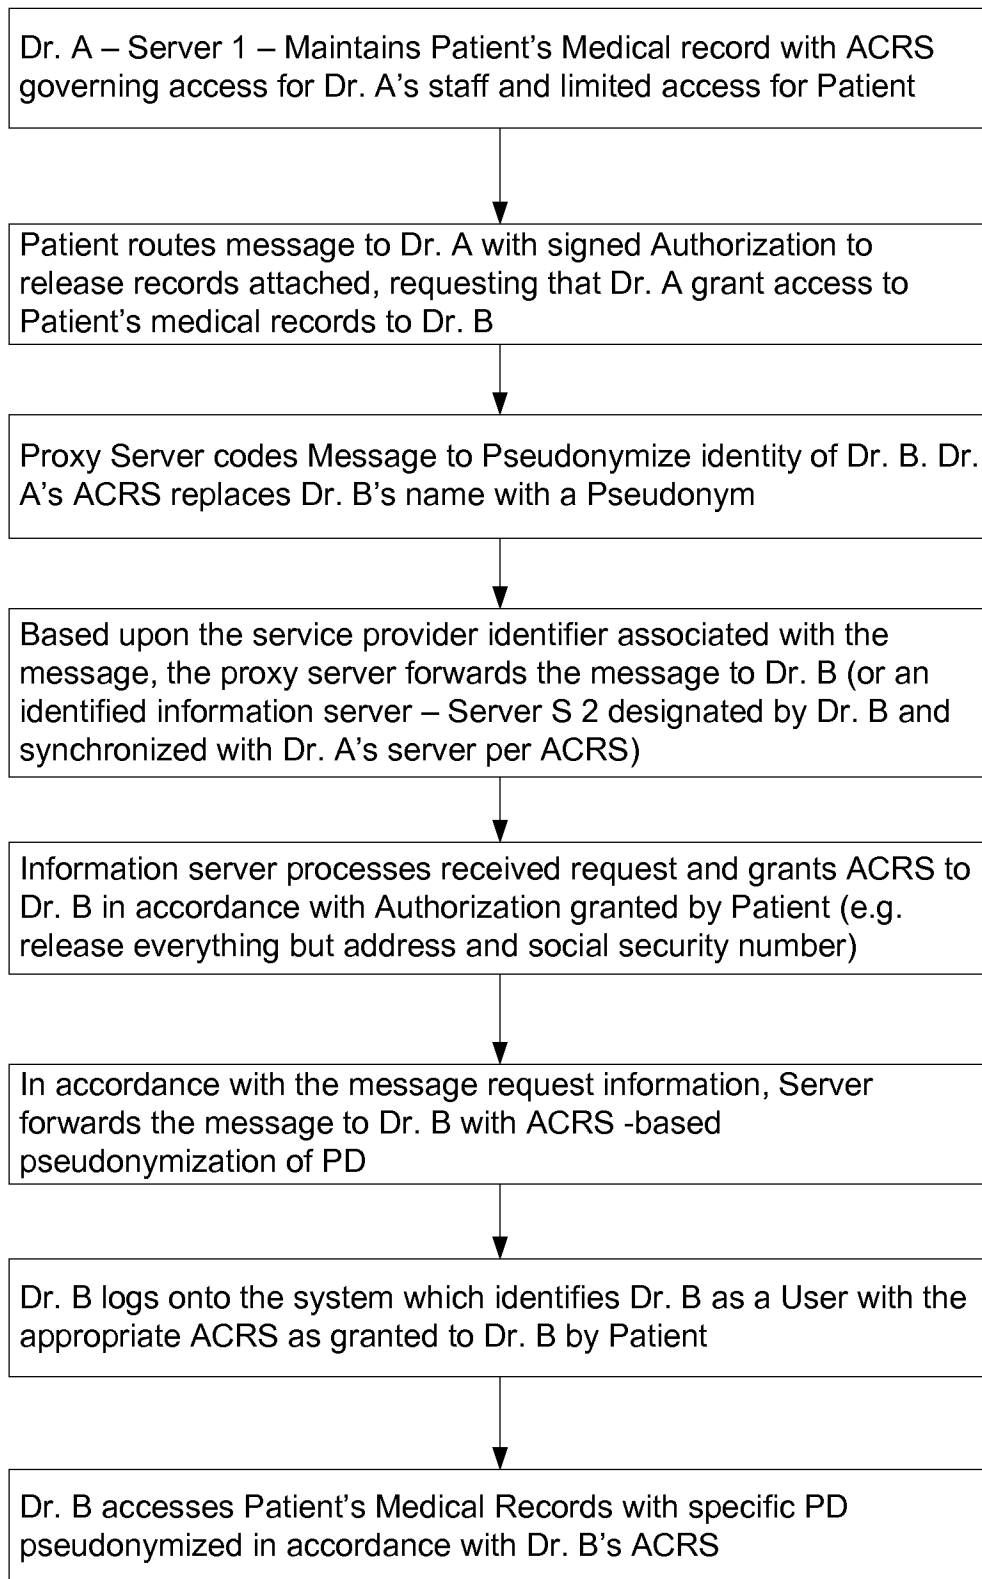 Dr. A – Server 1 – Maintains Patient’s Medical record with ACRS
governing access for Dr. A’s staff and limited access for Patient
Patient routes message to Dr. A with signed Authorization to
release records attached, requesting that Dr. A grant access to
Patient’s medical records to Dr. B
Proxy Server codes Message to Pseudonymize identity of Dr. B. Dr.
A’s ACRS replaces Dr. B’s name with a Pseudonym
Based upon the service provider identifier associated with the
message, the proxy server forwards the message to Dr. B (or an
identified information server – Server S 2 designated by Dr. B and
synchronized with Dr. A’s server per ACRS)
Information server processes received request and grants ACRS to
Dr. B in accordance with Authorization granted by Patient (e.g.
release everything but address and social security number)
In accordance with the message request information, Server
forwards the message to Dr. B with ACRS -based
pseudonymization of PD
Dr. B logs onto the system which identifies Dr. B as a User with the
appropriate ACRS as granted to Dr. B by Patient
Dr. B accesses Patient’s Medical Records with specific PD
pseudonymized in accordance with Dr. B’s ACRS